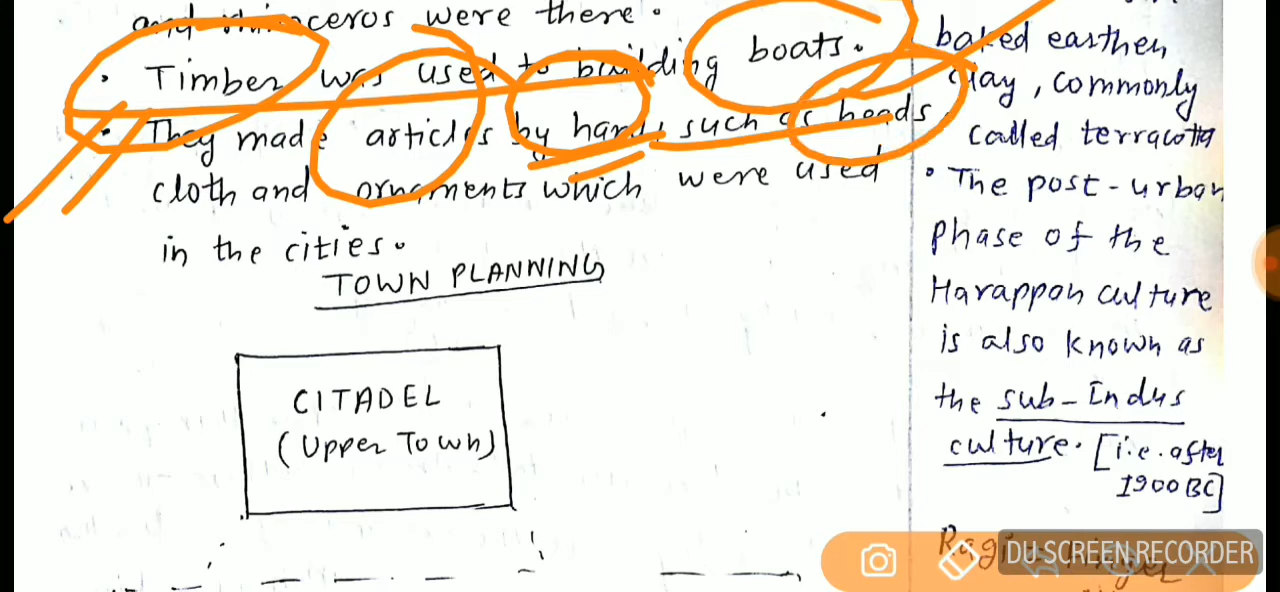 and rhinoceros were there.
• Timber was used to building boats.
• They made articles by hand, such as beads,
cloth and ornaments which were used
in the cities.
TOWN PLANNING
CITADEL
(Upper Town)
baked easthen
clay, commonly
called terracotta
• The post-urban
phase of the
Harappan culture
is also known as
the sub-Indus
culture. [i.e. after
1900 BC]
DU SCREEN RECORDER